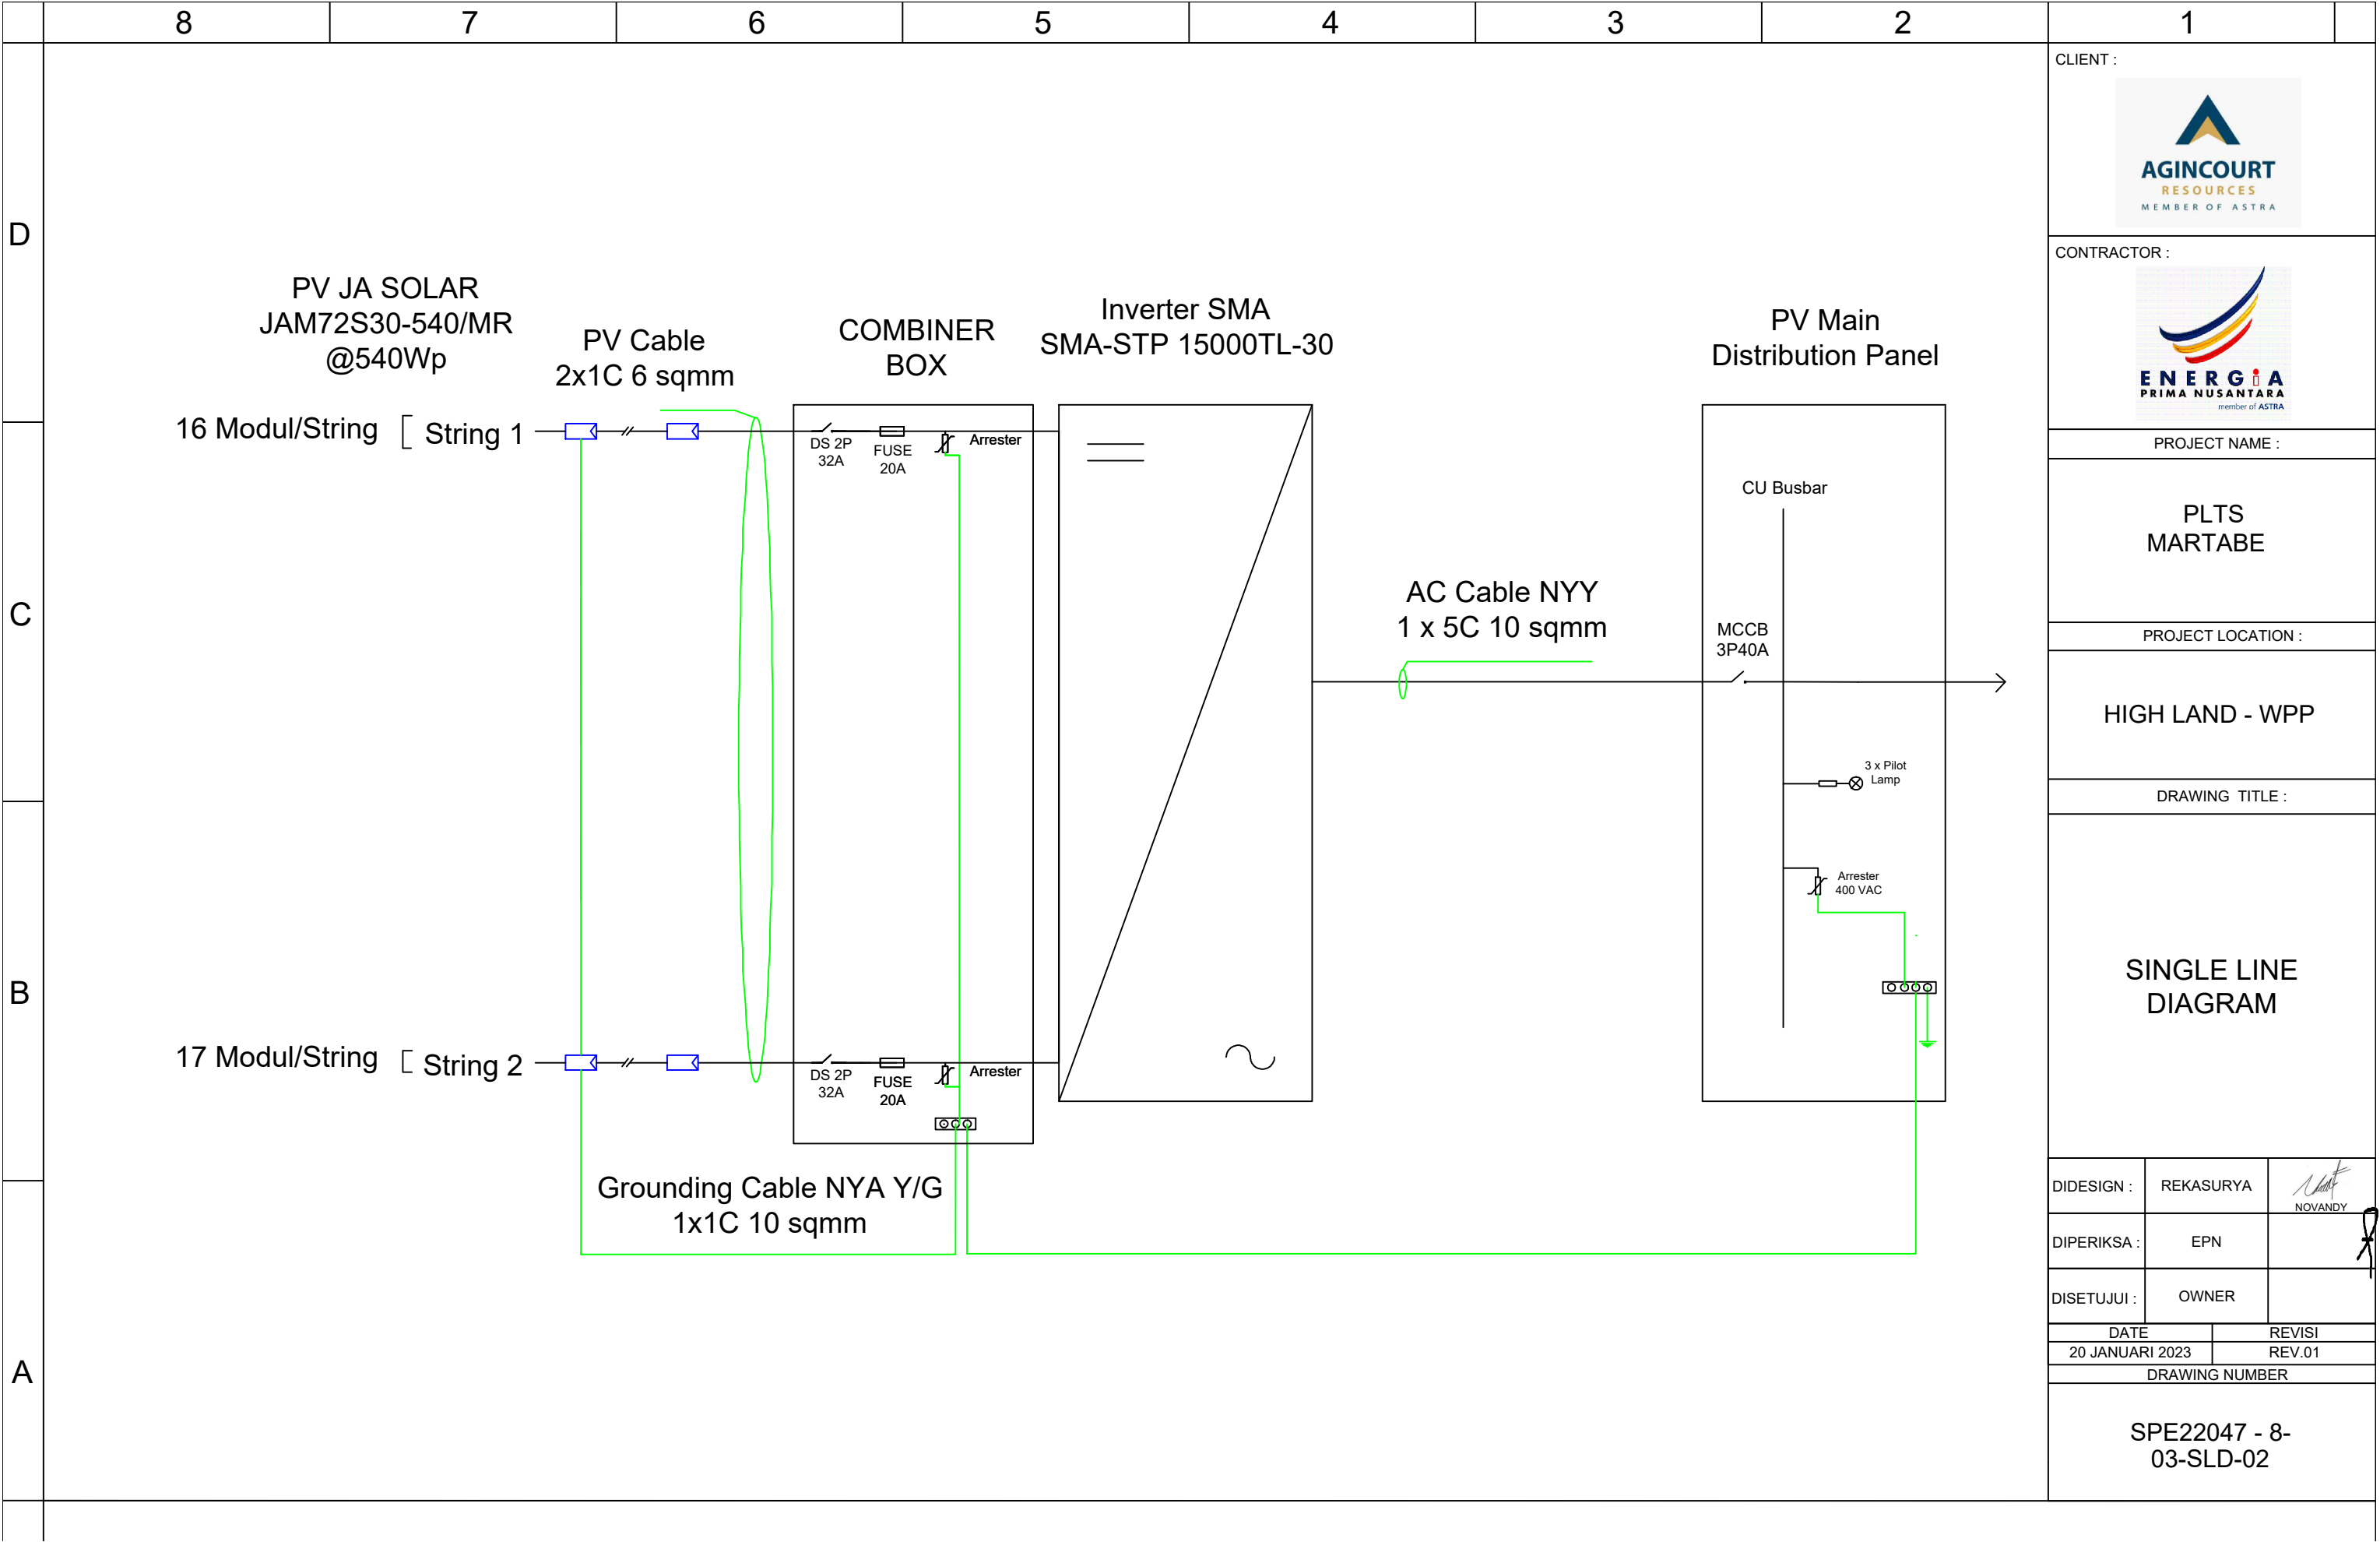 8 7 6 5 4 3 2 1
D
C
B
A
PV JA SOLAR
JAM72S30-540/MR
@540Wp
PV Cable
2x1C 6 sqmm
COMBINER
BOX
Inverter SMA
SMA-STP 15000TL-30
PV Main
Distribution Panel
16 Modul/String
String 1
DS 2P
32A
FUSE
20A
Arrester
CU Busbar
AC Cable NYY
1 x 5C 10 sqmm
MCCB
3P40A
3 x Pilot
Lamp
Arrester
400 VAC
17 Modul/String
String 2
DS 2P
32A
FUSE
20A
Arrester
Grounding Cable NYA Y/G
1x1C 10 sqmm
CLIENT :
AGINCOURT
RESOURCES
MEMBER OF ASTRA
CONTRACTOR :
ENERGiA
PRIMA NUSANTARA
member of ASTRA
PROJECT NAME :
PLTS
MARTABE
PROJECT LOCATION :
HIGH LAND - WPP
DRAWING TITLE :
SINGLE LINE
DIAGRAM
DIDESIGN : REKASURYA
NOVANDY
DIPERIKSA : EPN
DISETUJUI : OWNER
DATE REVISI
20 JANUARI 2023 REV.01
DRAWING NUMBER
SPE22047 - 8-
03-SLD-02